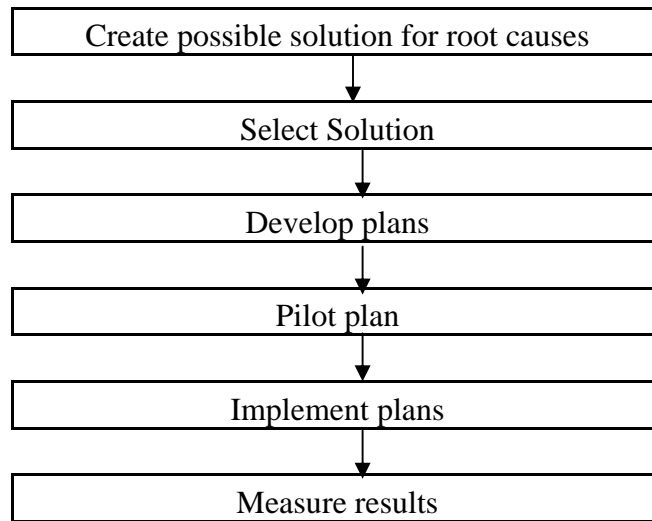 Create possible solution for root causes
Select Solution
Develop plans
Pilot plan
Implement plans
Measure results